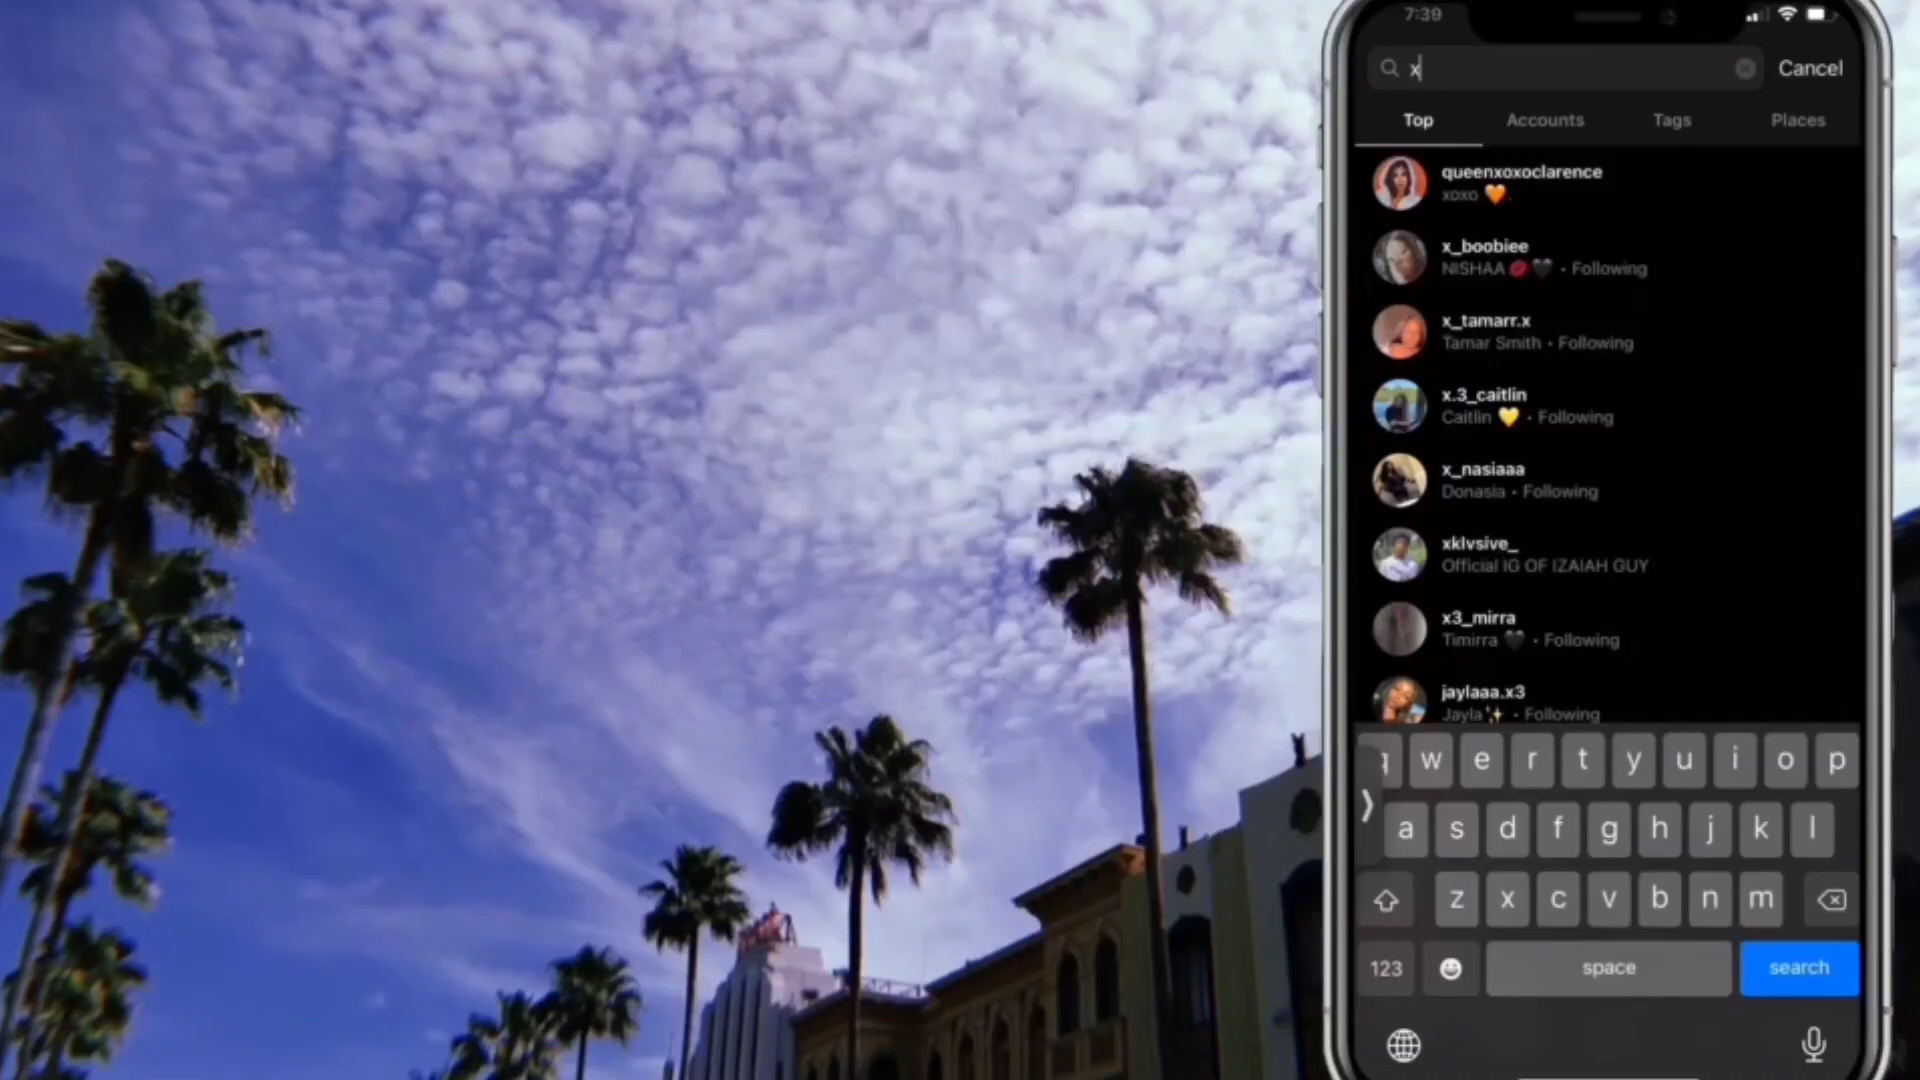 7:39
x
Cancel
Top
Accounts
Tags
Places
queenxoxoclarence
xoxo 🧡
x_boobiee
NISHAA💋🖤 • Following
x_tamarr.x
Tamar Smith • Following
x.3_caitlin
Caitlin 💛 • Following
x_nasiaaa
Donasia • Following
xklvsive_
Official IG OF IZAIAH GUY
x3_mirra
Timirra 🖤 • Following
jaylaaa.x3
Jayla✨ • Following
q w e r t y u i o p
a s d f g h j k l
z x c v b n m
123
space
search